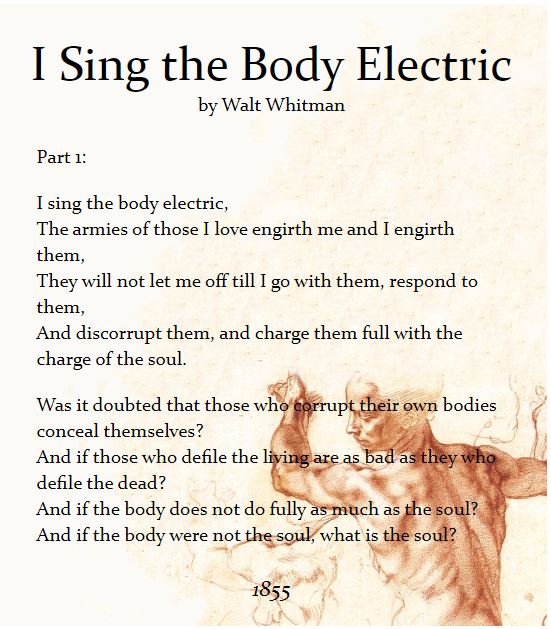 I Sing the Body Electric
by Walt Whitman
Part 1:
I sing the body electric,
The armies of those I love engirth me and I engirth
them,
They will not let me off till I go with them, respond to
them,
And discorrupt them, and charge them full with the
charge of the soul.
Was it doubted that those who corrupt their own bodies
conceal themselves?
And if those who defile the living are as bad as they who
defile the dead?
And if the body does not do fully as much as the soul?
And if the body were not the soul, what is the soul?
1855